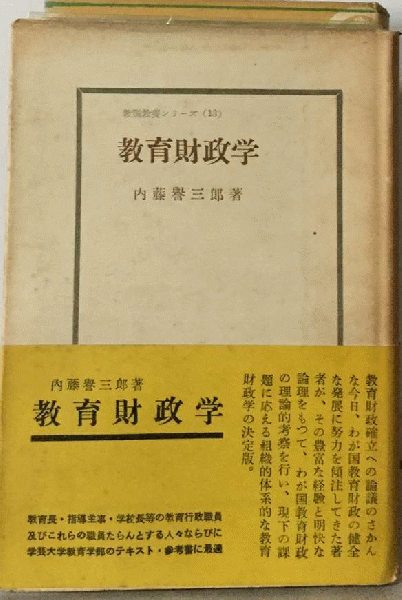 教職教養シリーズ(13)
教育財政学
内藤誉三郎著
内藤誉三郎著
教育財政学
教育長・指導主事・学校長等の教育行政職員
及びこれらの職員たらんとする人々ならびに
学芸大学教育学部のテキスト・参考書に最適
教育財政確立への論議のさかん
な今日、わが国教育財政の健全
な発展に努力を傾注してきた著
者が、その豊富な経験と明快な
論理をもつて、わが国教育財政
の理論的考察を行い、現下の課
題に応える組織的体系的な教育
財政学の決定版。